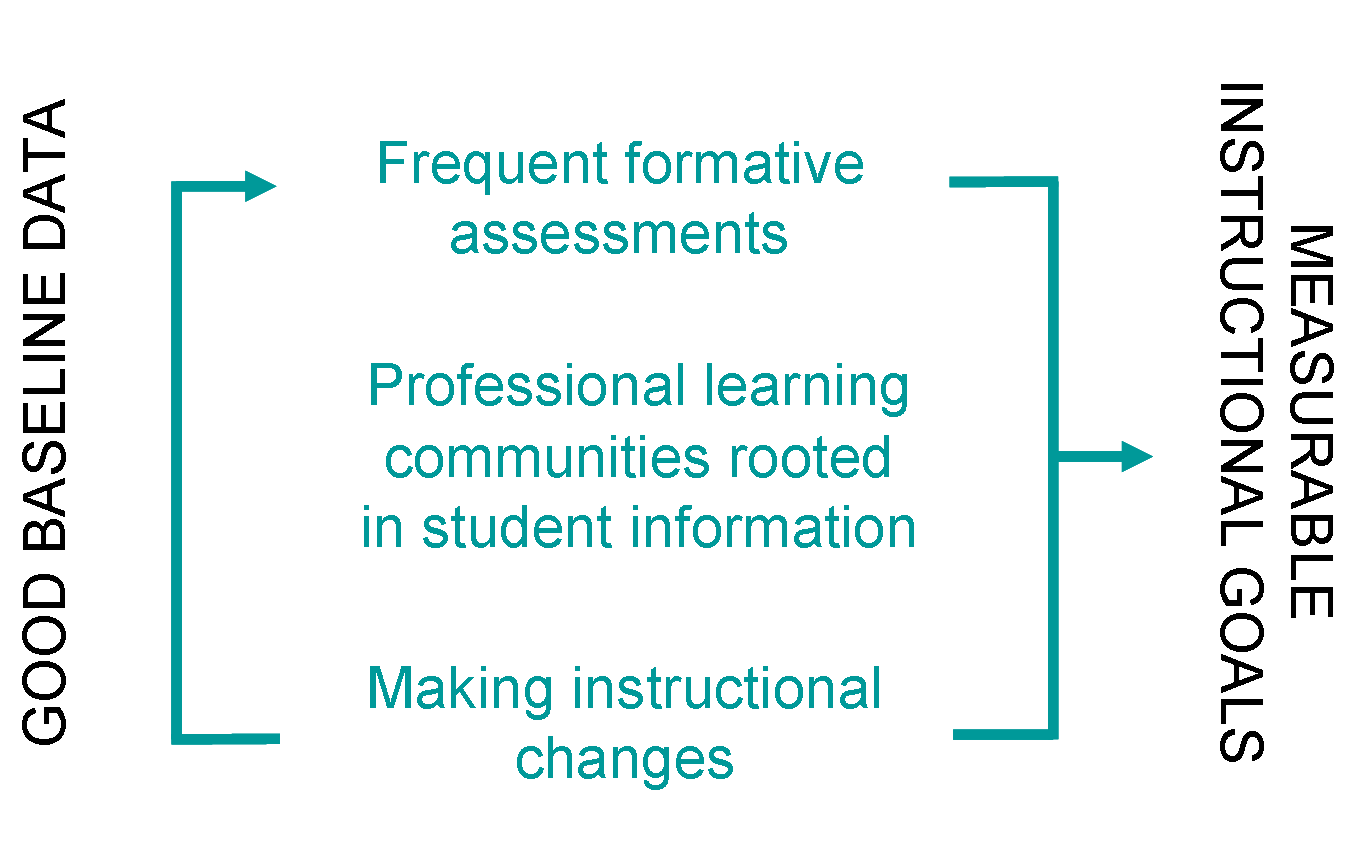 GOOD BASELINE DATA
Frequent formative
assessments
Professional learning
communities rooted
in student information
Making instructional
changes
MEASURABLE
INSTRUCTIONAL GOALS